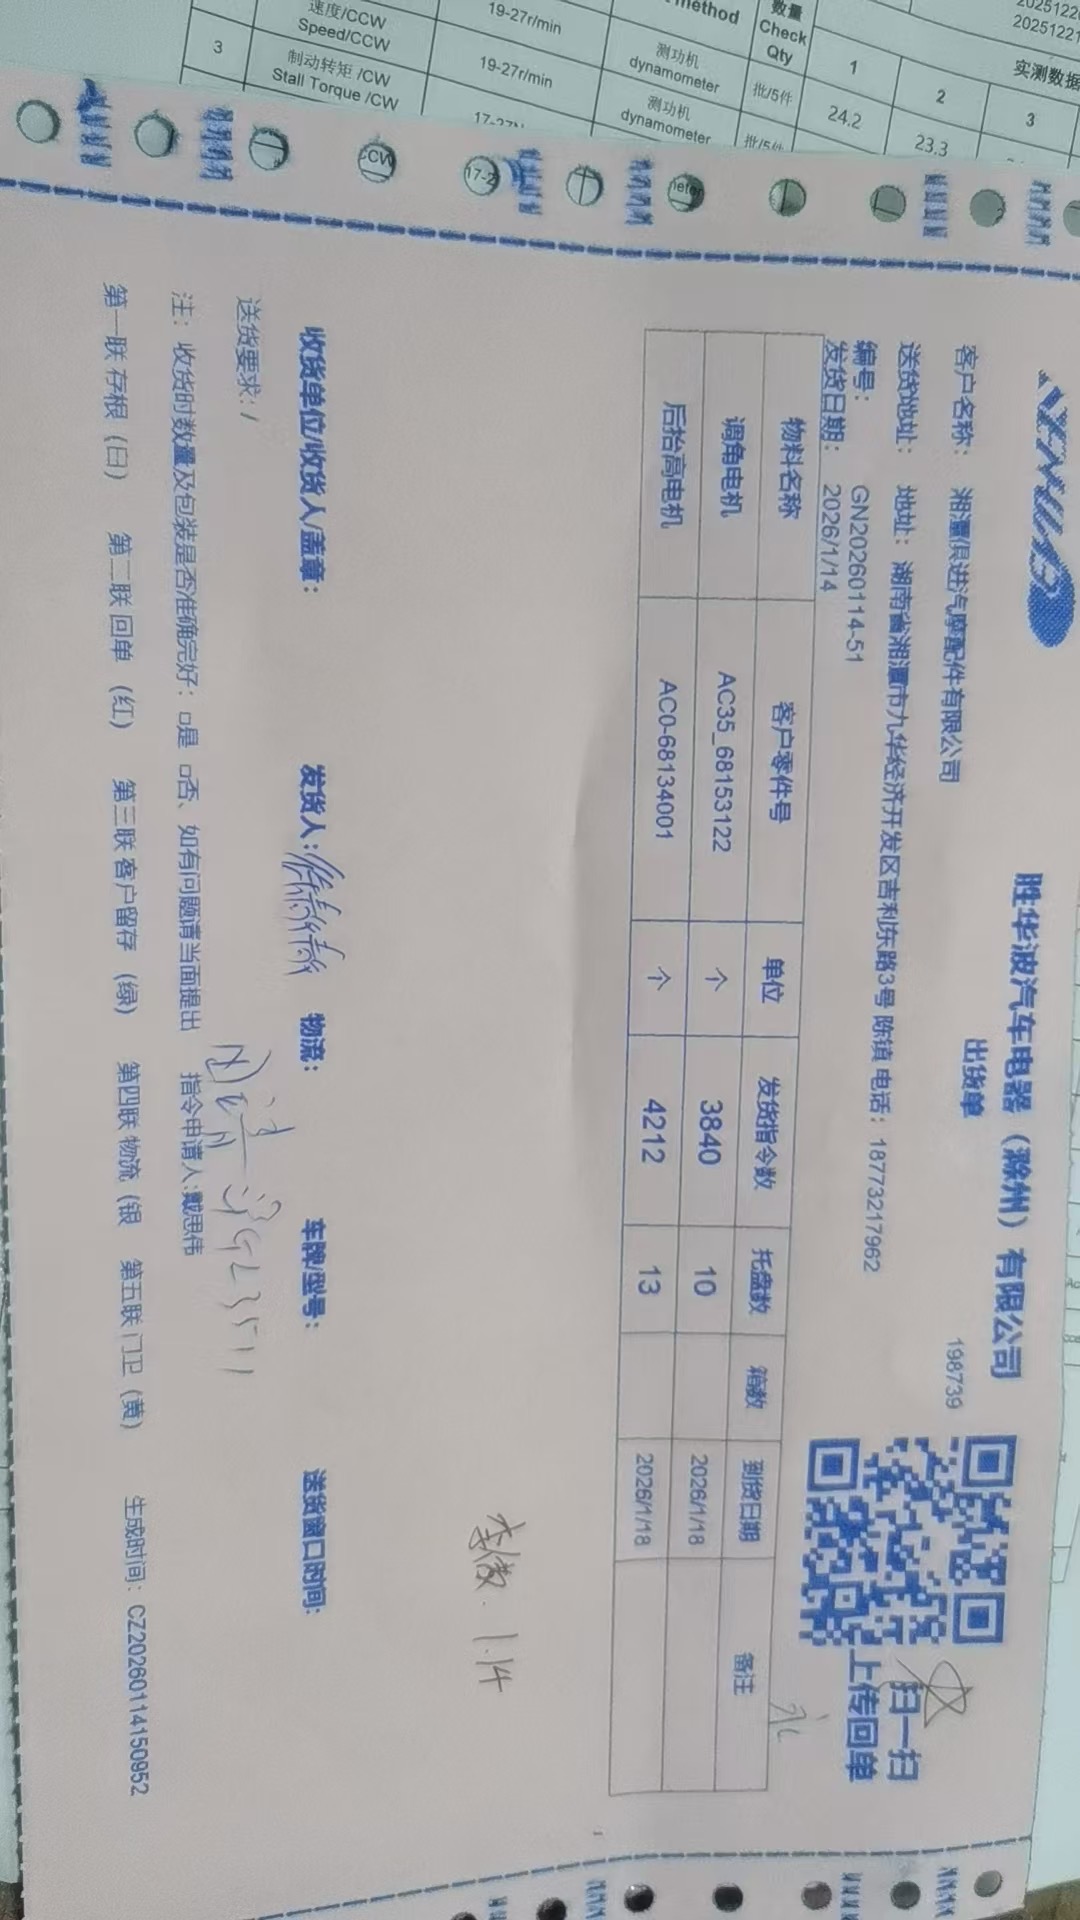 速度/CCW
Speed/CCW
19-27r/min
测功机
dynamometer
批/5件
3
制动转矩 /CW
Stall Torque /CW
19-27r/min
测功机
dynamometer
method
数量
Check
Qty
实测数据
1
2
3
24.2
23.3
胜华波汽车电器（滁州）有限公司
出货单
198739
客户名称： 湘潭俱进汽摩配件有限公司
送货地址： 地址：湖南省湘潭市九华经济开发区吉利东路3号 陈镇 电话：18773217962
编号： GN20260114-51
发货日期： 2026/1/14
扫一扫
上传回单
物料名称 客户零件号 单位 发货指令数 托盘数 箱数 到货日期 备注
调角电机 AC35_68153122 个 3840 10 2026/1/18
后抬高电机 AC0-68134001 个 4212 13 2026/1/18
1.14
收货单位/收货人/盖章： 发货人： 物流： 车牌/型号： 送货窗口时间：
送货要求：/
注： 收货时数量及包装是否准确完好：□是 □否、如有问题请当面提出 指令申请人:戴思伟
第一联 存根（白） 第二联 回单（红） 第三联 客户留存（绿） 第四联 物流（银 第五联 门卫（黄） 生成时间：CZ20260114150952